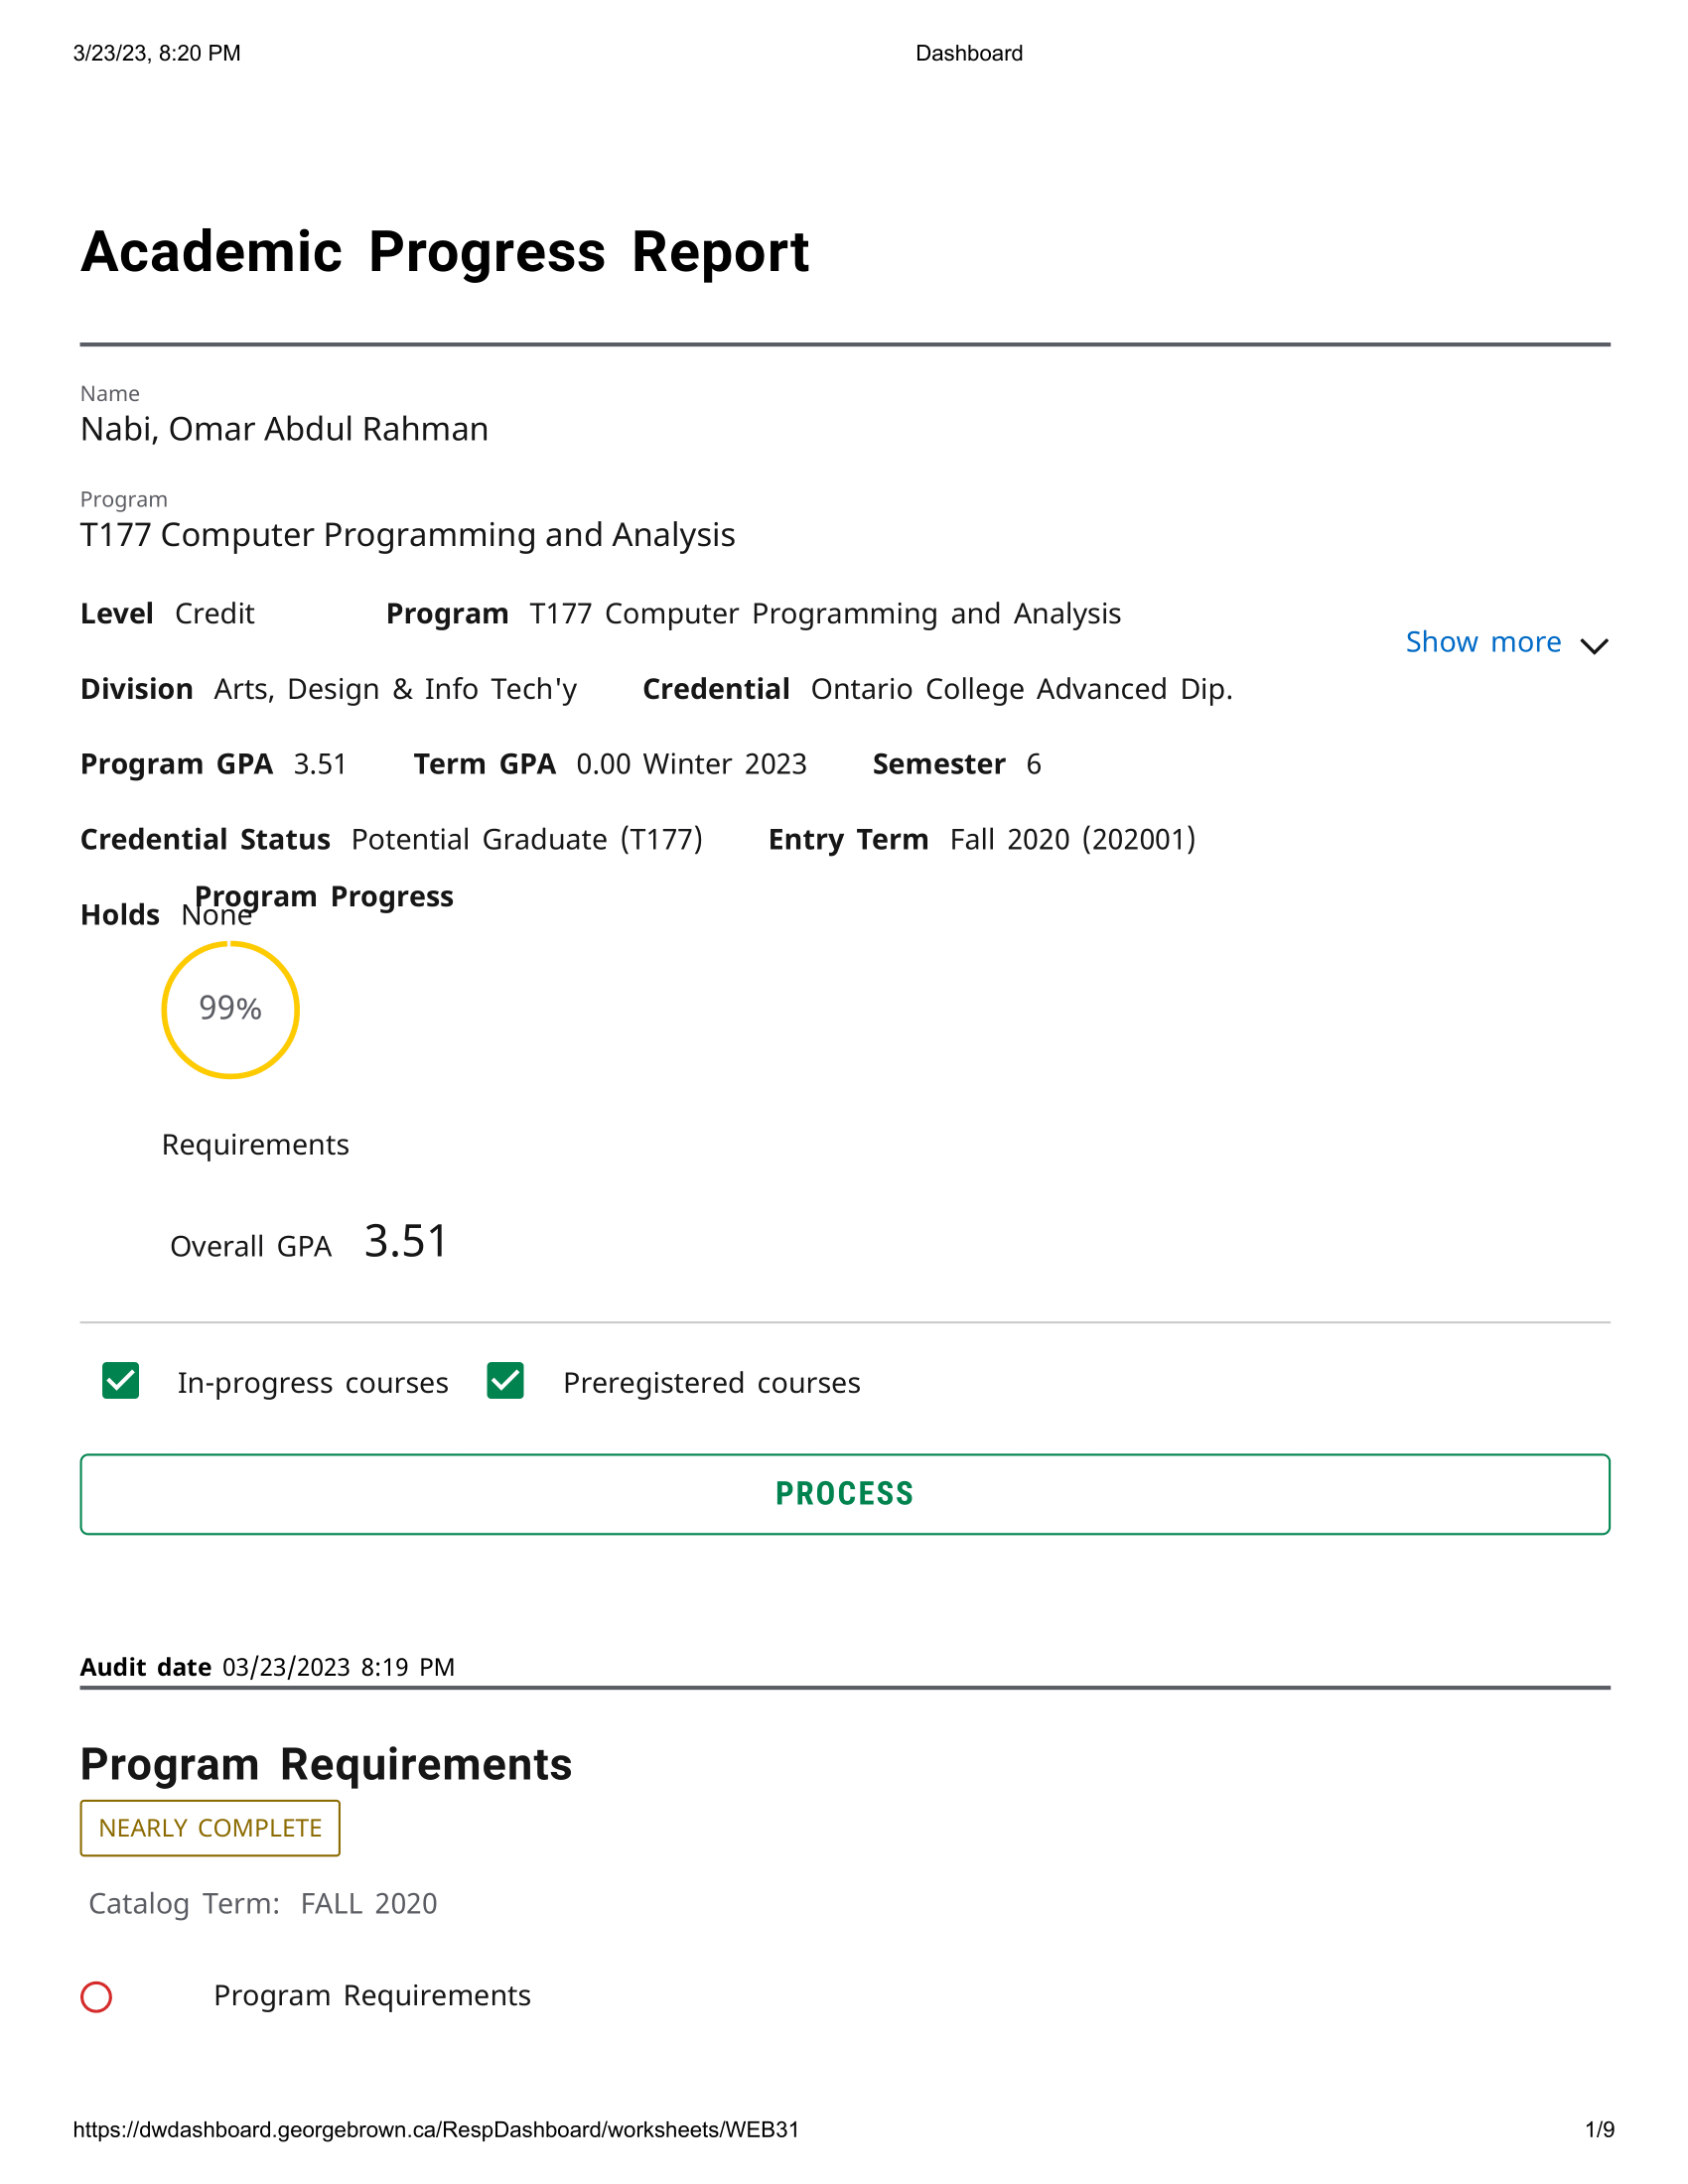 3/23/23, 8:20 PM Dashboard
Academic Progress Report
Name
Nabi, Omar Abdul Rahman
Program
T177 Computer Programming and Analysis
Level Credit Program T177 Computer Programming and Analysis
Show more
Division Arts, Design & Info Tech'y Credential Ontario College Advanced Dip.
Program GPA 3.51 Term GPA 0.00 Winter 2023 Semester 6
Credential Status Potential Graduate (T177) Entry Term Fall 2020 (202001)
Program Progress
Holds None
99%
Requirements
Overall GPA 3.51
In-progress courses Preregistered courses
PROCESS
Audit date 03/23/2023 8:19 PM
Program Requirements
NEARLY COMPLETE
Catalog Term: FALL 2020
Program Requirements
https://dwdashboard.georgebrown.ca/RespDashboard/worksheets/WEB31 1/9